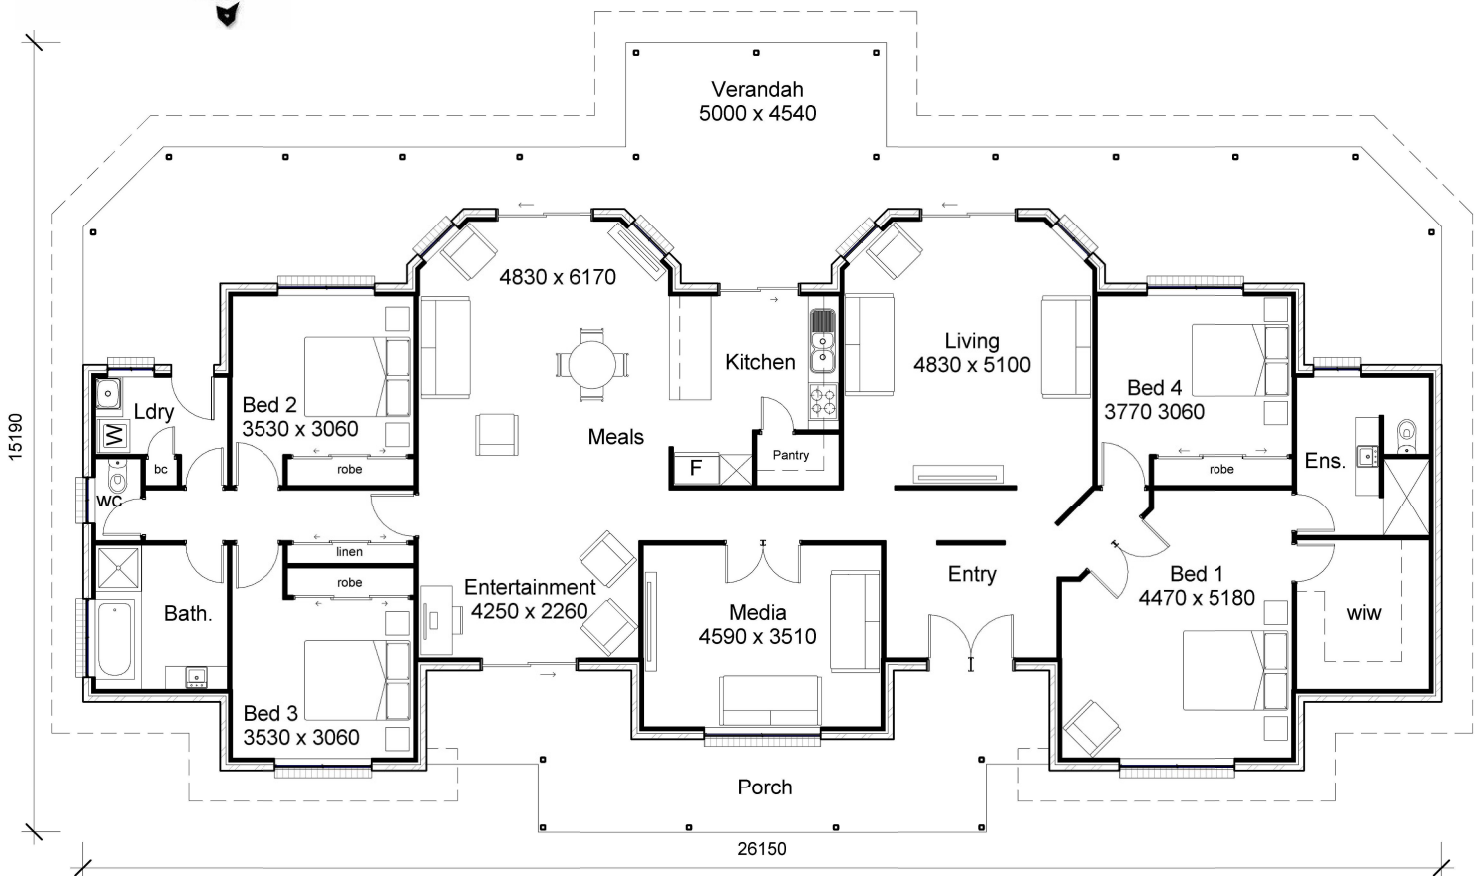 Verandah
5000 x 4540
4830 x 6170
Living
4830 x 5100
Kitchen
Bed 4
3770 3060
Bed 2
3530 x 3060
Ldry
W
Meals
Pantry
F
bc
robe
robe
Ens.
wc
linen
robe
Entertainment
4250 x 2260
Entry
Bed 1
4470 x 5180
Bath.
Media
4590 x 3510
wiw
Bed 3
3530 x 3060
Porch
15190
26150